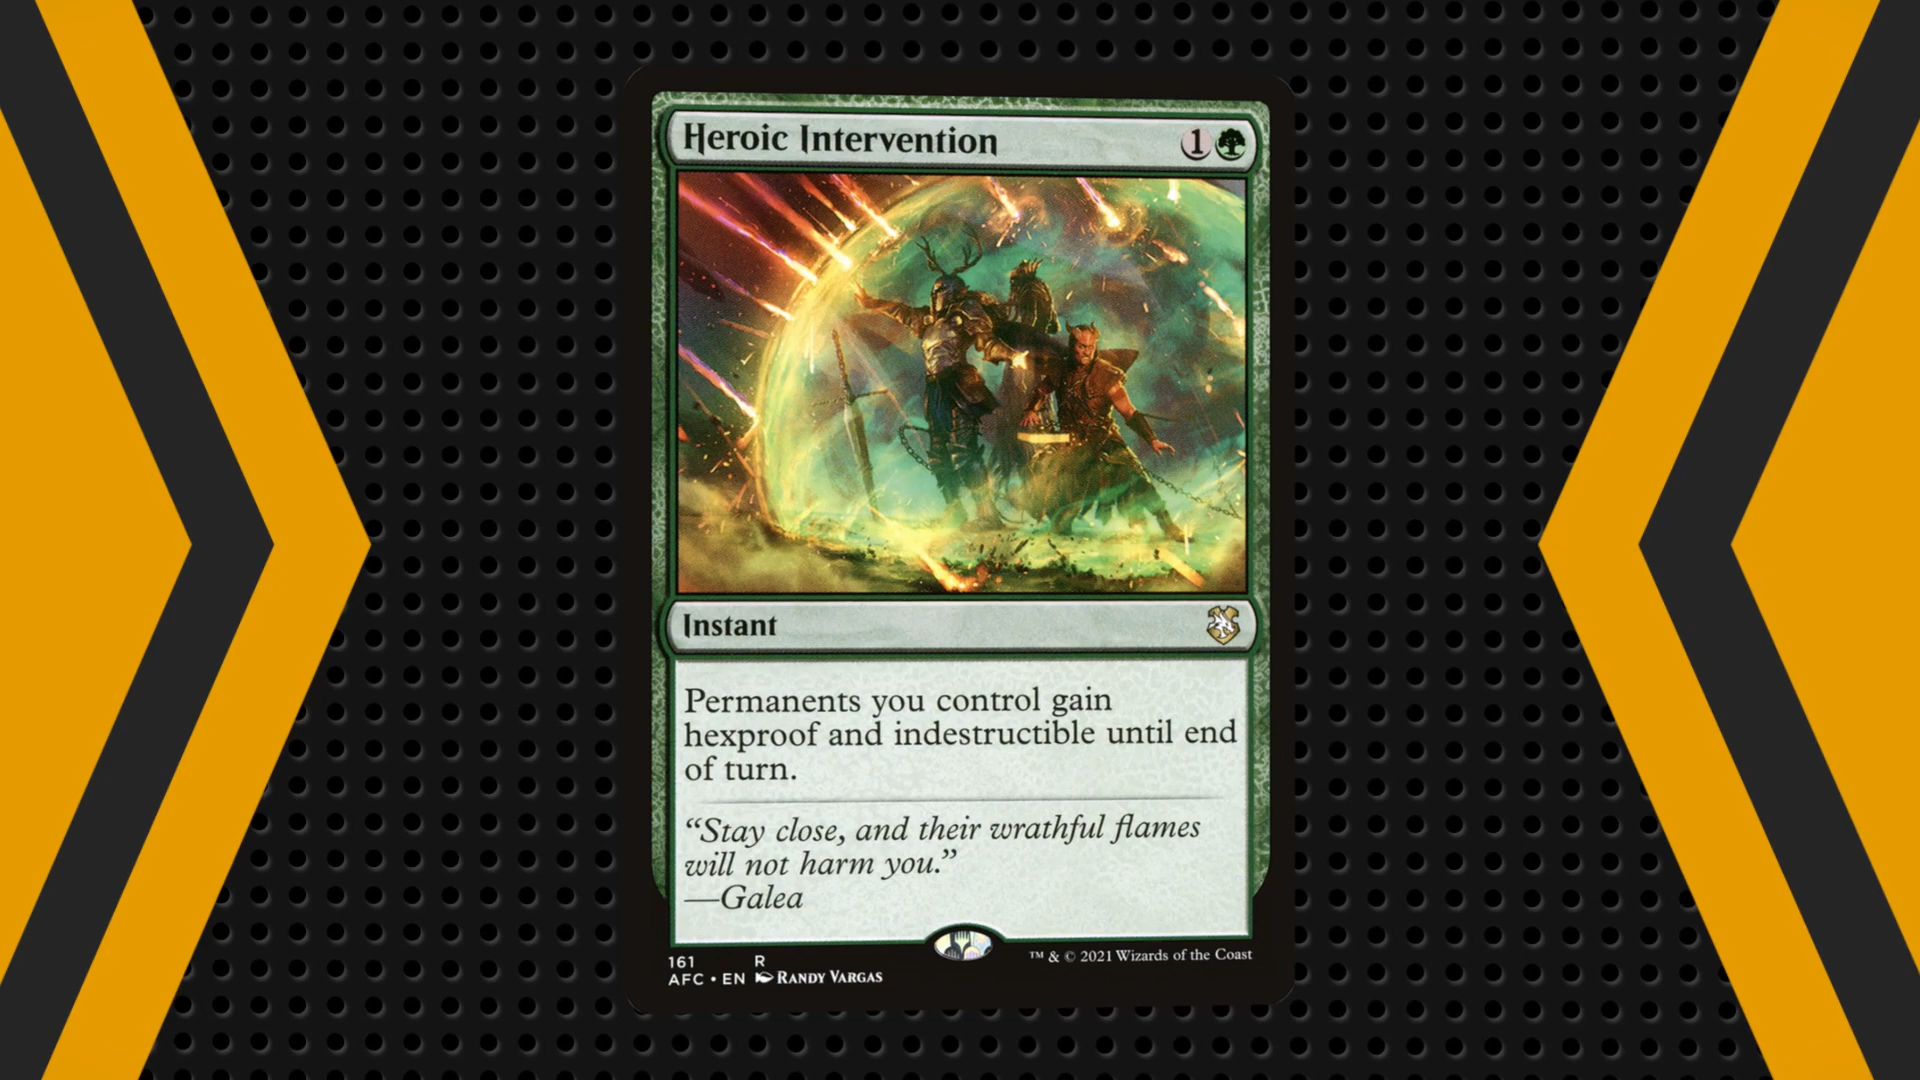 Heroic Intervention
1
Instant
Permanents you control gain
hexproof and indestructible until end
of turn.
“Stay close, and their wrathful flames
will not harm you.”
—Galea
161 R
AFC • EN RANDY VARGAS
™ & © 2021 Wizards of the Coast